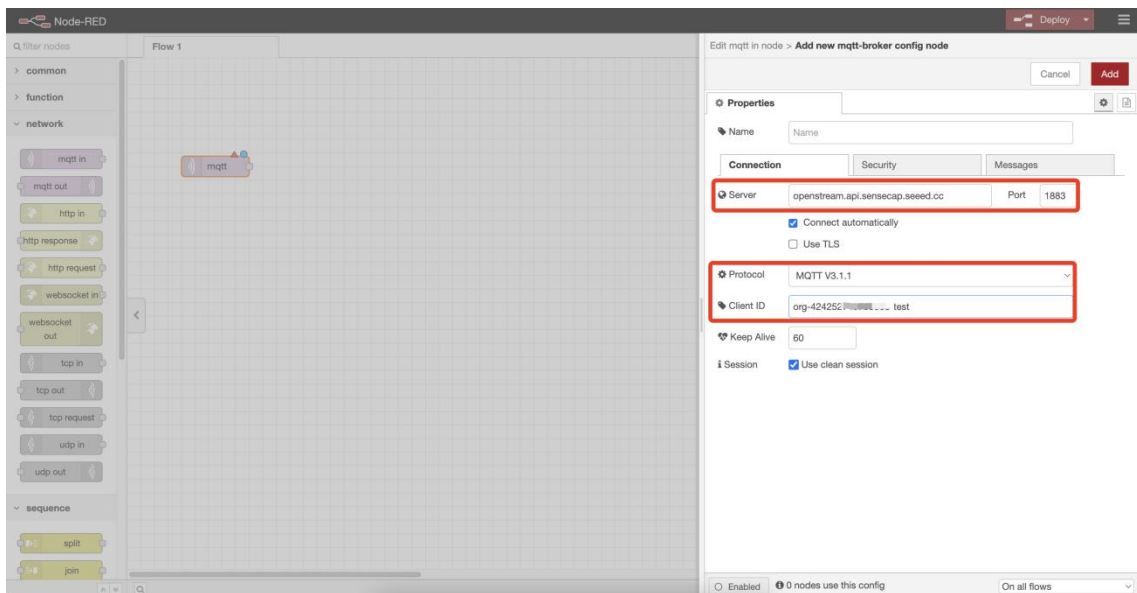 Node-RED
Deploy
filter nodes
Flow 1
Edit mqtt in node > Add new mqtt-broker config node
common
Cancel
Add
function
Properties
network
Name
Name
mqtt in
mqtt
Connection
Security
Messages
mqtt out
Server
openstream.api.sensecap.seeed.cc
Port
1883
http in
Connect automatically
http response
Use TLS
http request
Protocol
MQTT V3.1.1
websocket in
Client ID
test
websocket
out
Keep Alive
60
tcp in
Session
Use clean session
tcp out
tcp request
udp in
udp out
sequence
split
join
Enabled
0 nodes use this config
On all flows